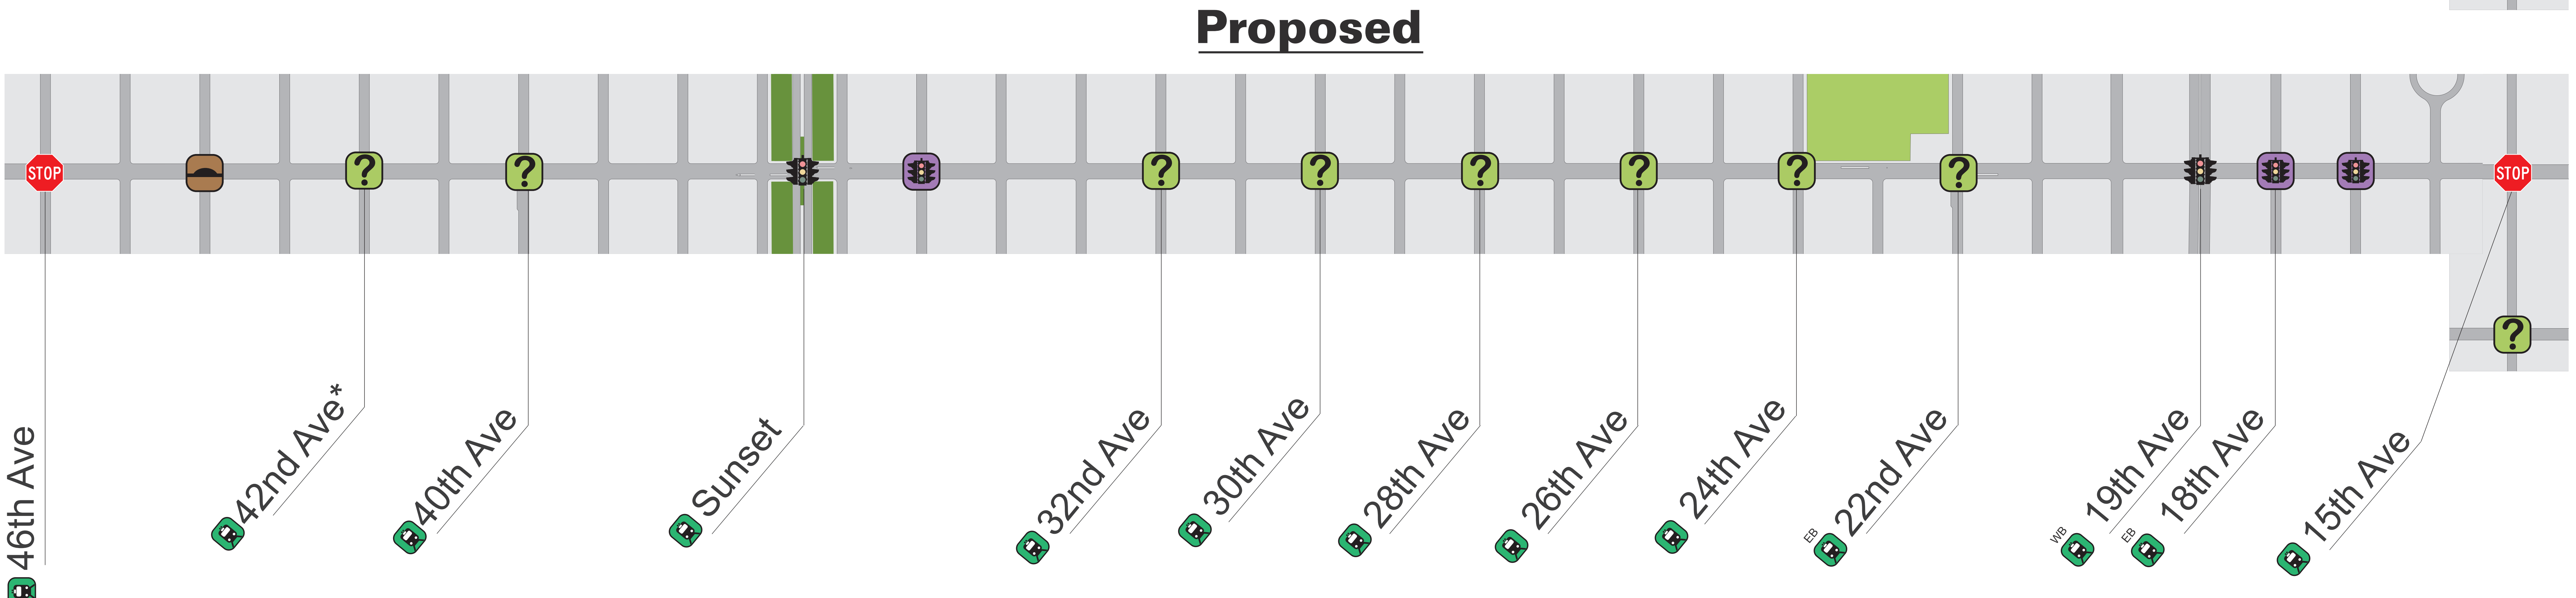 Proposed
STOP
?
?
?
?
?
?
?
?
STOP
?
46th Ave
42nd Ave*
40th Ave
Sunset
32nd Ave
30th Ave
28th Ave
26th Ave
24th Ave
EB
22nd Ave
WB
19th Ave
EB
18th Ave
15th Ave